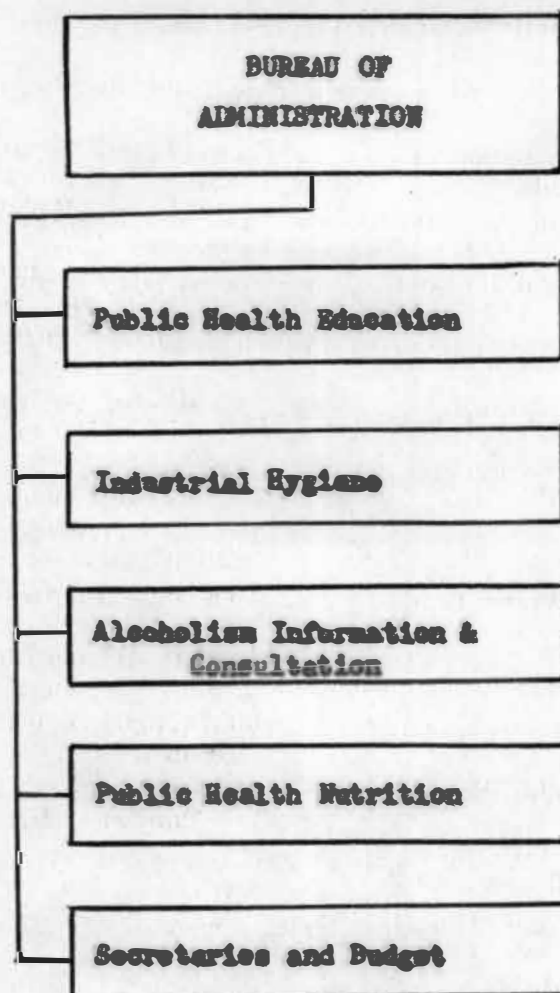 BUREAU OF
ADMINISTRATION
Public Health Education
Industrial Hygiene
Alcoholism Information &
Consultation
Public Health Nutrition
Secretaries and Budget